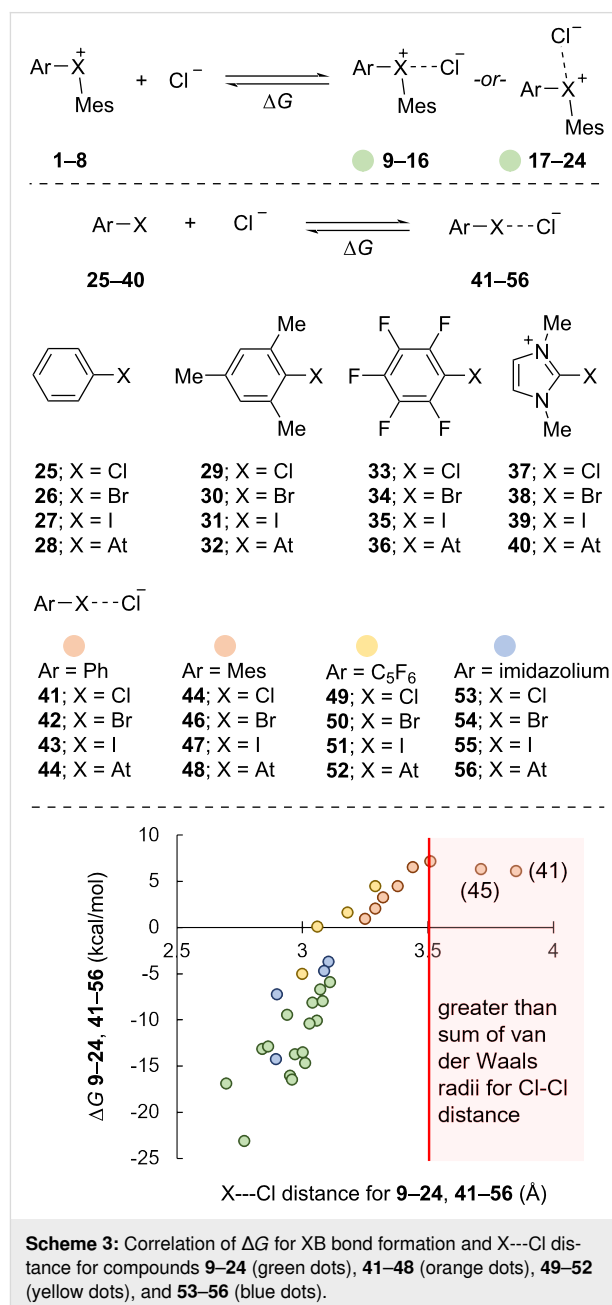 Ar X + Mes + Cl − ΔG Ar X + Cl − Mes -or- Cl − Ar X + Mes
1–8 9–16 17–24
Ar X + Cl − ΔG Ar X Cl −
25–40 41–56
X Me Me Me X F F F F F X + N Me N Me X
25; X = Cl 29; X = Cl 33; X = Cl 37; X = Cl
26; X = Br 30; X = Br 34; X = Br 38; X = Br
27; X = I 31; X = I 35; X = I 39; X = I
28; X = At 32; X = At 36; X = At 40; X = At
Ar–X---Cl −
Ar = Ph Ar = Mes Ar = C5F6 Ar = imidazolium
41; X = Cl 44; X = Cl 49; X = Cl 53; X = Cl
42; X = Br 46; X = Br 50; X = Br 54; X = Br
43; X = I 47; X = I 51; X = I 55; X = I
44; X = At 48; X = At 52; X = At 56; X = At
10
5
0
-5
-10
-15
-20
-25
2.5 3 3.5 4
(45) (41)
ΔG 9–24, 41–56 (kcal/mol)
greater than
sum of van
der Waals
radii for Cl-Cl
distance
X---Cl distance for 9–24, 41–56 (Å)
Scheme 3: Correlation of ΔG for XB bond formation and X---Cl dis-
tance for compounds 9–24 (green dots), 41–48 (orange dots), 49–52
(yellow dots), and 53–56 (blue dots).